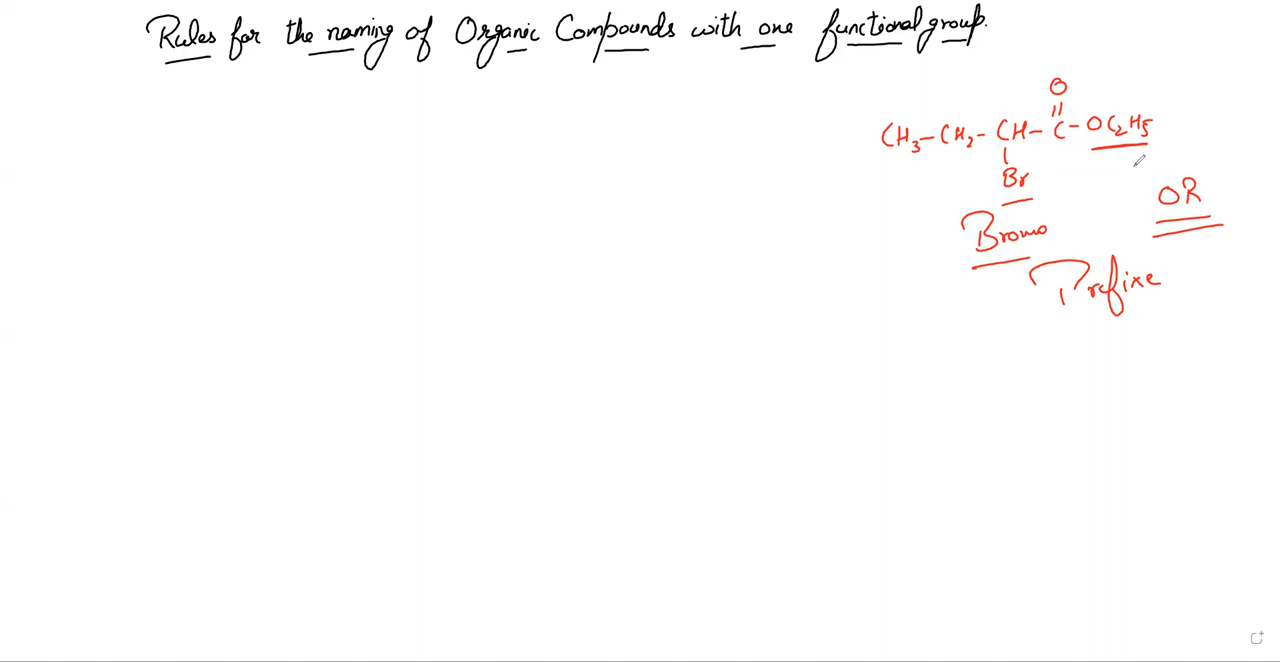 Rules for the naming of Organic Compounds with one functional group.
O
||
CH₃-CH₂-CH-C-OC₂H₅
|
Br
OR
Bromo
Prefixe